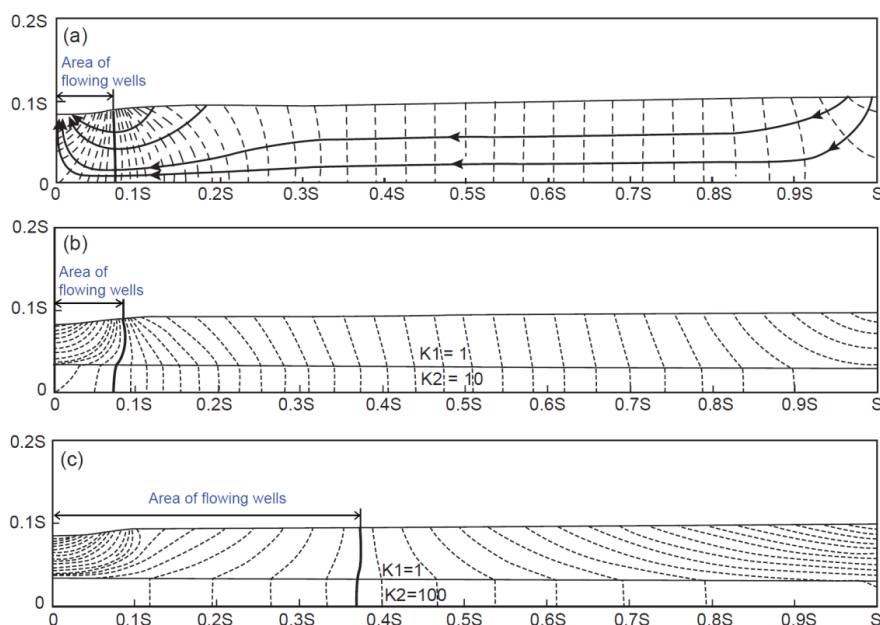 0.2S
(a)
Area of
flowing wells
0.1S
0
0 0.1S 0.2S 0.3S 0.4S 0.5S 0.6S 0.7S 0.8S 0.9S S
0.2S
(b)
Area of
flowing wells
0.1S
K1= 1
K2 = 10
0
0 0.1S 0.2S 0.3S 0.4S 0.5S 0.6S 0.7S 0.8S 0.9S S
0.2S
(c)
Area of flowing wells
0.1S
K1=1
K2=100
0
0 0.1S 0.2S 0.3S 0.4S 0.5S 0.6S 0.7S 0.8S 0.9S S